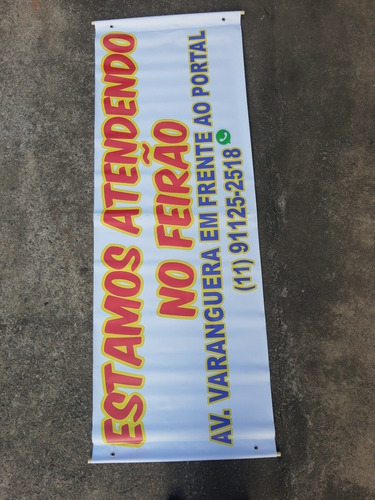 ESTAMOS ATENDENDO
NO FEIRÃO
AV. VARANGUERA EM FRENTE AO PORTAL
(11) 91125-2518